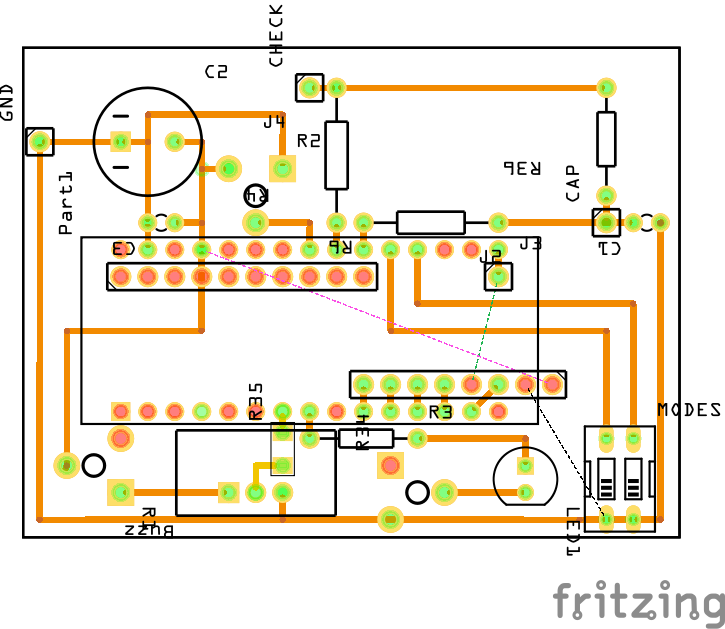 CHECK
GND
C2
J4
R2
R36
CAP
Part1
R4
C3
R6
J3
J2
C1
R35
R3
R34
MODES
R1
Buzz
LED1
fritzing